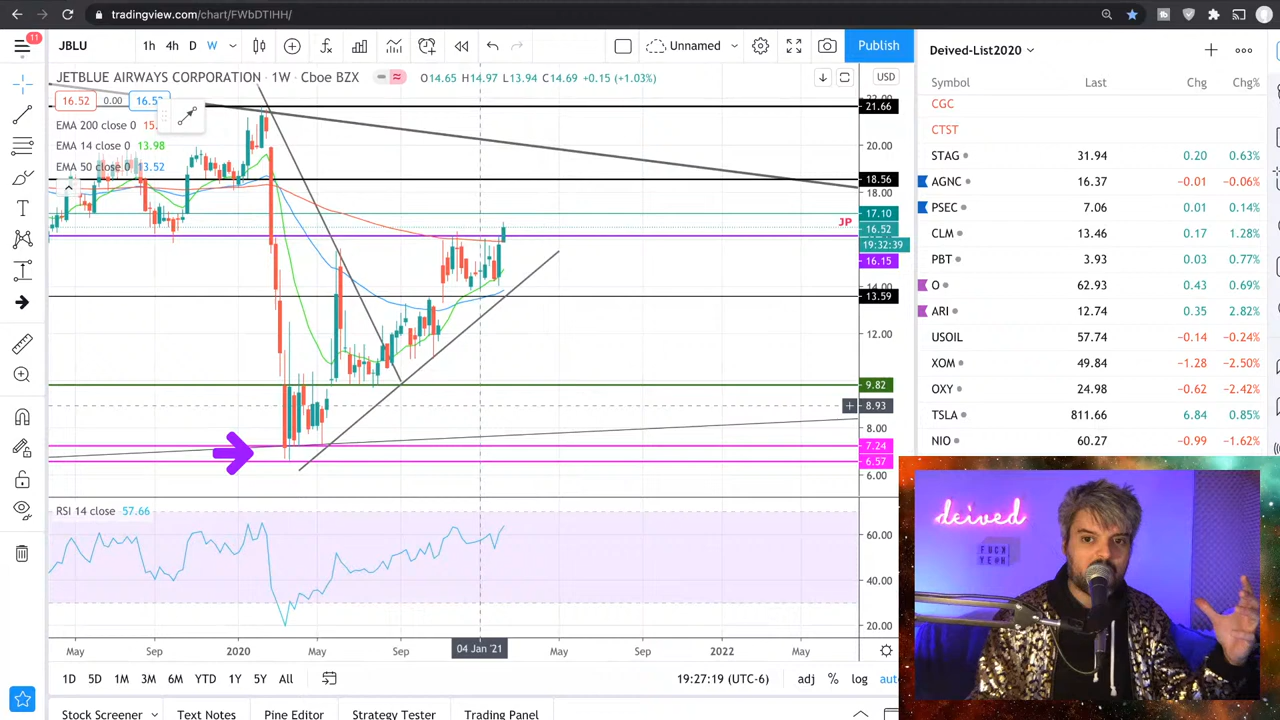 tradingview.com/chart/FWbDTIHH/
11
JBLU
1h 4h D W
Unnamed
Publish
JETBLUE AIRWAYS CORPORATION · 1W · Cboe BZX
O14.65 H14.97 L13.94 C14.69 +0.15 (+1.03%)
USD
16.52 0.00
EMA 200 close 0
EMA 14 close 0 13.98
EMA 50 close 0 13.52
22.00
21.66
20.00
18.56
18.00
17.10
JP
16.52
19:32:39
16.15
14.00
13.59
12.00
9.82
8.93
8.00
7.24
6.57
6.00
RSI 14 close 57.66
60.00
40.00
20.00
May Sep 2020 May Sep 04 Jan '21 May Sep 2022 May
1D 5D 1M 3M 6M YTD 1Y 5Y All
19:27:19 (UTC-6)
adj % log
Stock Screener Text Notes Pine Editor Strategy Tester Trading Panel
Deived-List2020
Symbol Last Chg Chg%
CGC
CTST
STAG 31.94 0.20 0.63%
AGNC 16.37 -0.01 -0.06%
PSEC 7.06 0.01 0.14%
CLM 13.46 0.17 1.28%
PBT 3.93 0.03 0.77%
O 62.93 0.43 0.69%
ARI 12.74 0.35 2.82%
USOIL 57.74 -0.14 -0.24%
XOM 49.84 -1.28 -2.50%
OXY 24.98 -0.62 -2.42%
TSLA 811.66 6.84 0.85%
NIO 60.27 -0.99 -1.62%
deived
FUCK
YEAH